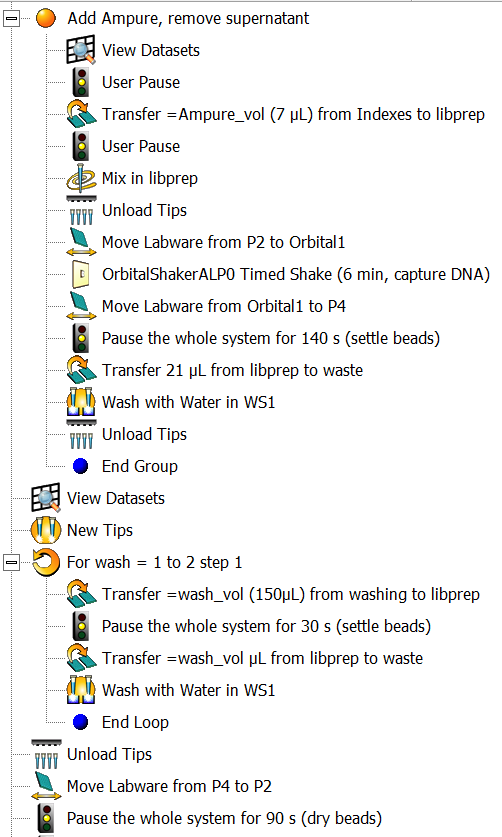 Add Ampure, remove supernatant
View Datasets
User Pause
Transfer =Ampure_vol (7 µL) from Indexes to libprep
User Pause
Mix in libprep
Unload Tips
Move Labware from P2 to Orbital1
OrbitalShakerALP0 Timed Shake (6 min, capture DNA)
Move Labware from Orbital1 to P4
Pause the whole system for 140 s (settle beads)
Transfer 21 µL from libprep to waste
Wash with Water in WS1
Unload Tips
End Group
View Datasets
New Tips
For wash = 1 to 2 step 1
Transfer =wash_vol (150µL) from washing to libprep
Pause the whole system for 30 s (settle beads)
Transfer =wash_vol µL from libprep to waste
Wash with Water in WS1
End Loop
Unload Tips
Move Labware from P4 to P2
Pause the whole system for 90 s (dry beads)